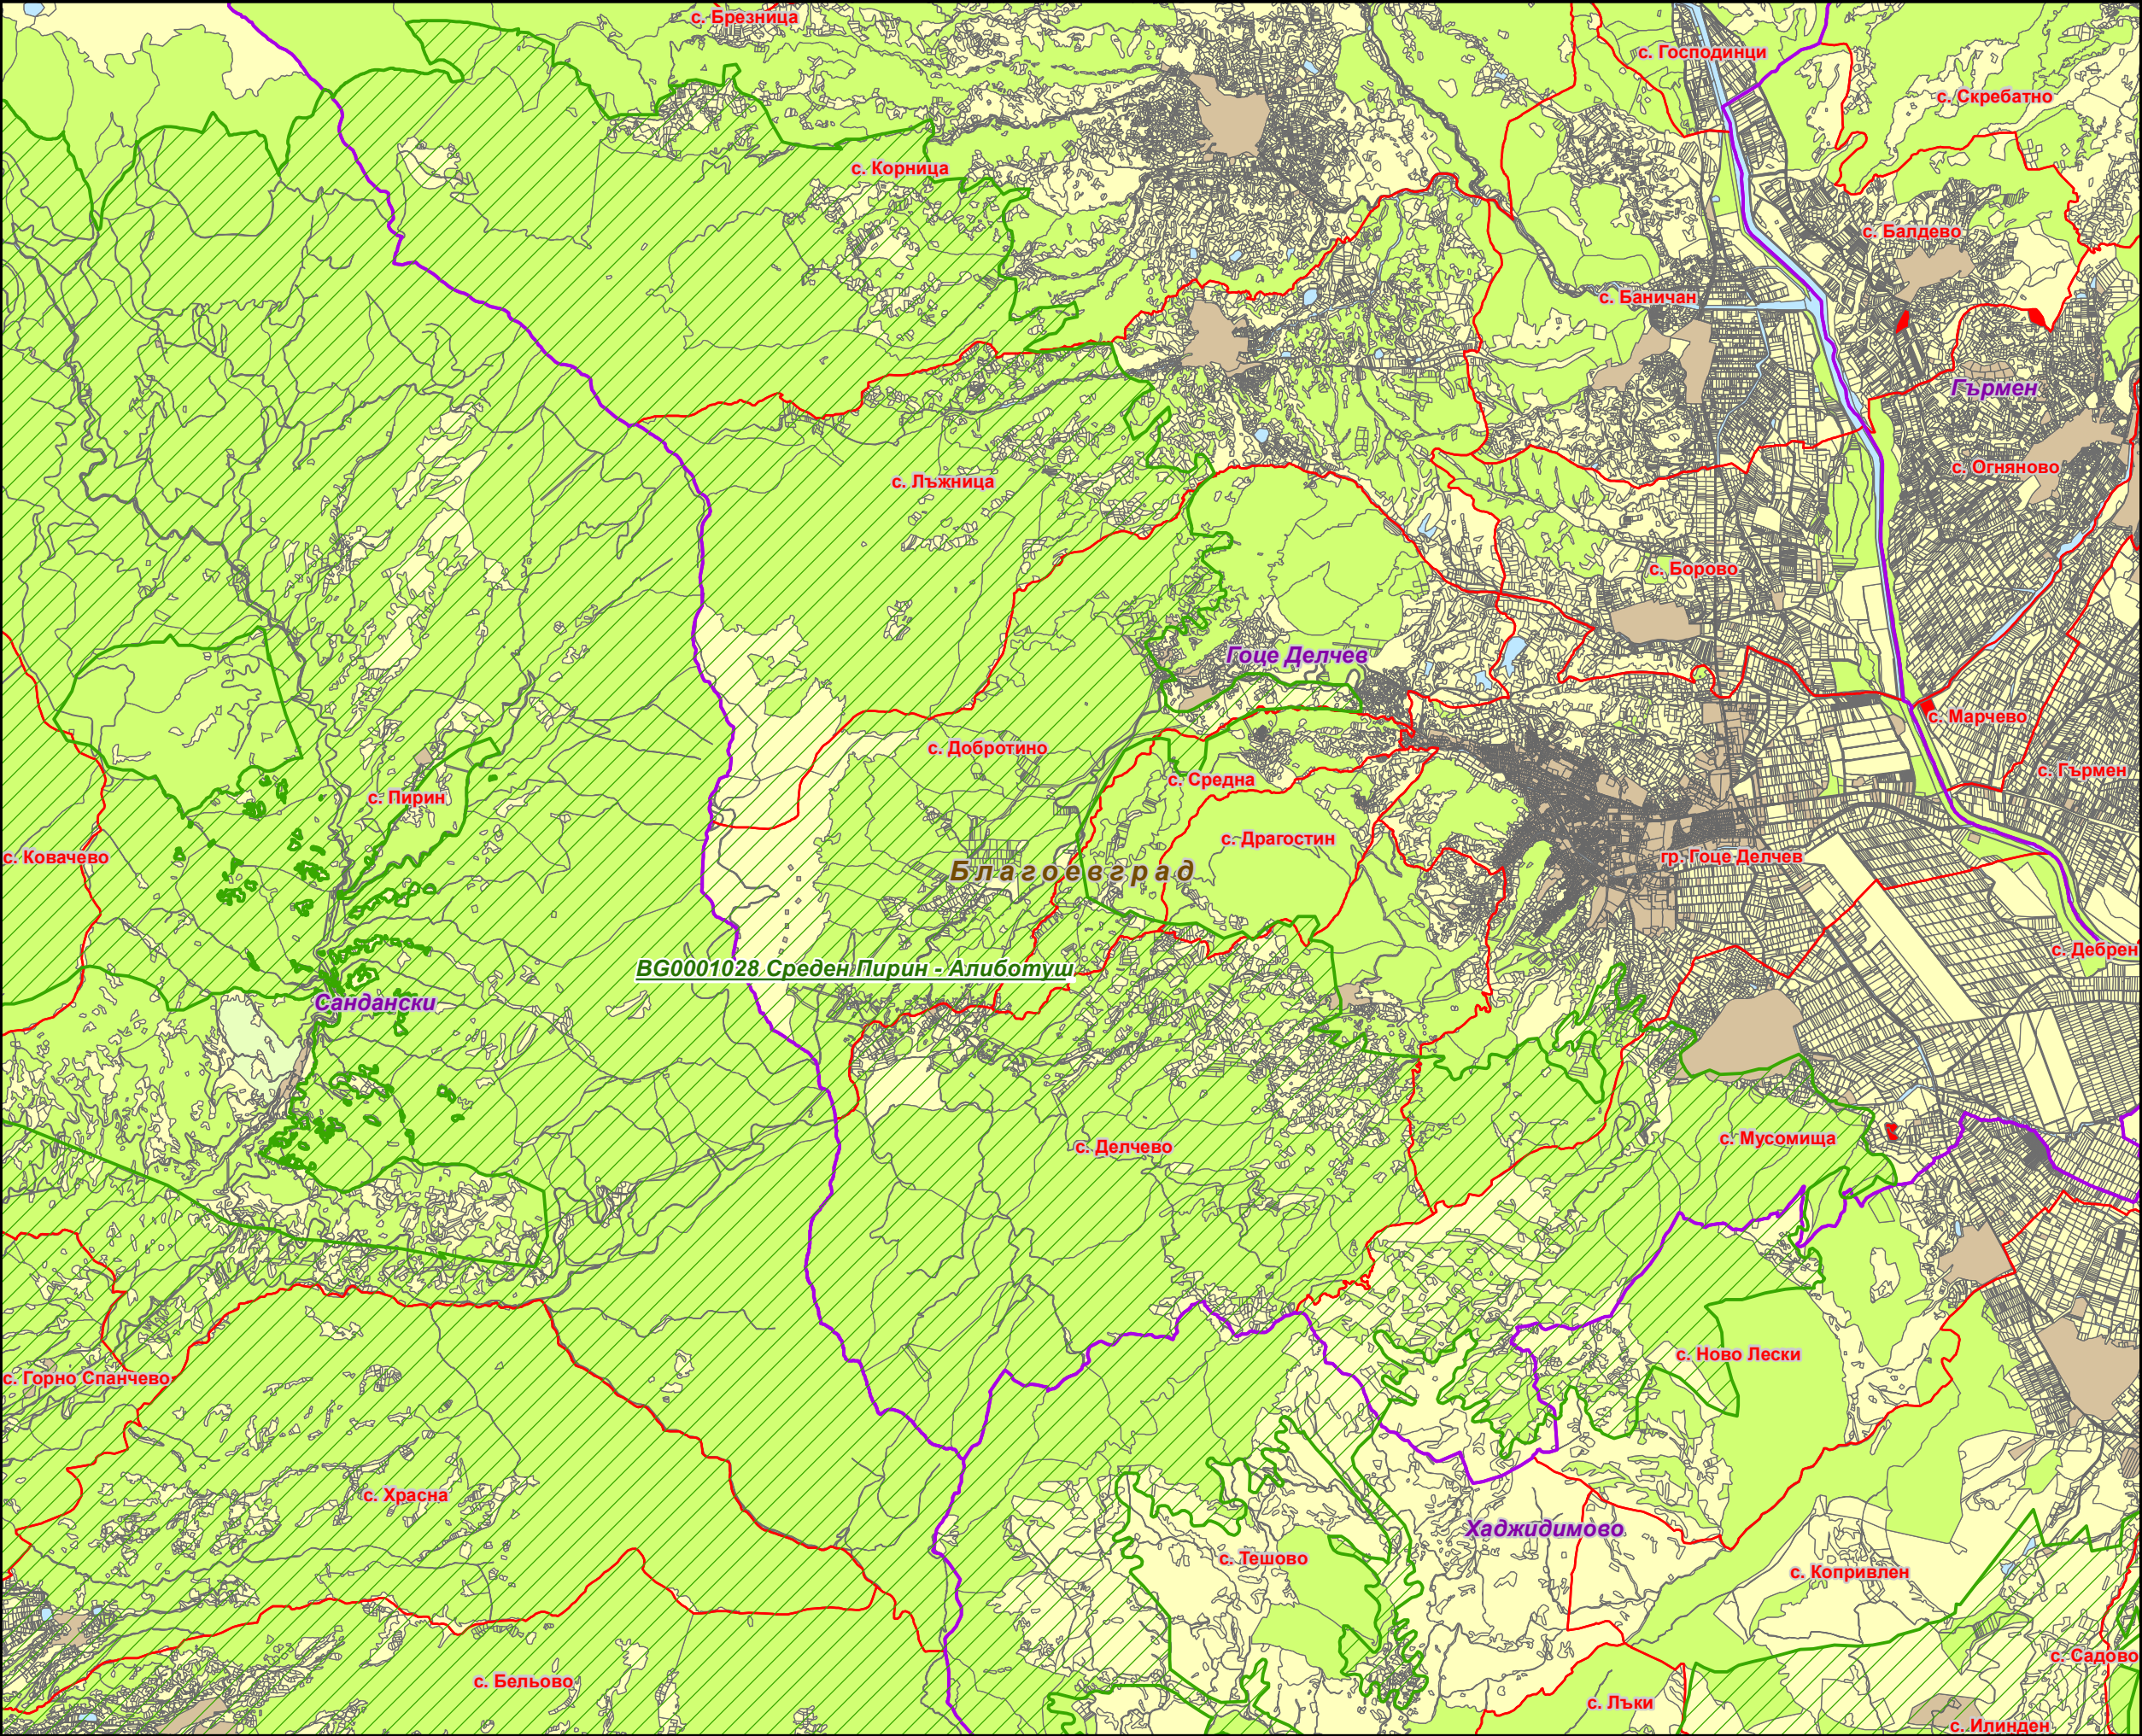 с. Брезница
с. Господинци
с. Скребатно
с. Корница
с. Балдево
с. Баничан
Гърмен
с. Огняново
с. Лъжница
с. Борово
Гоце Делчев
с. Марчево
с. Добротино
с. Гърмен
с. Средна
с. Пирин
с. Драгостин
с. Ковачево
гр. Гоце Делчев
Благоевград
с. Дебрен
BG0001028 Среден Пирин - Алиботуш
Сандански
с. Мусомища
с. Делчево
с. Ново Лески
с. Горно Спанчево
с. Храсна
Хаджидимово
с. Тешово
с. Копривлен
с. Садово
с. Бельово
с. Лъки
с. Илинден